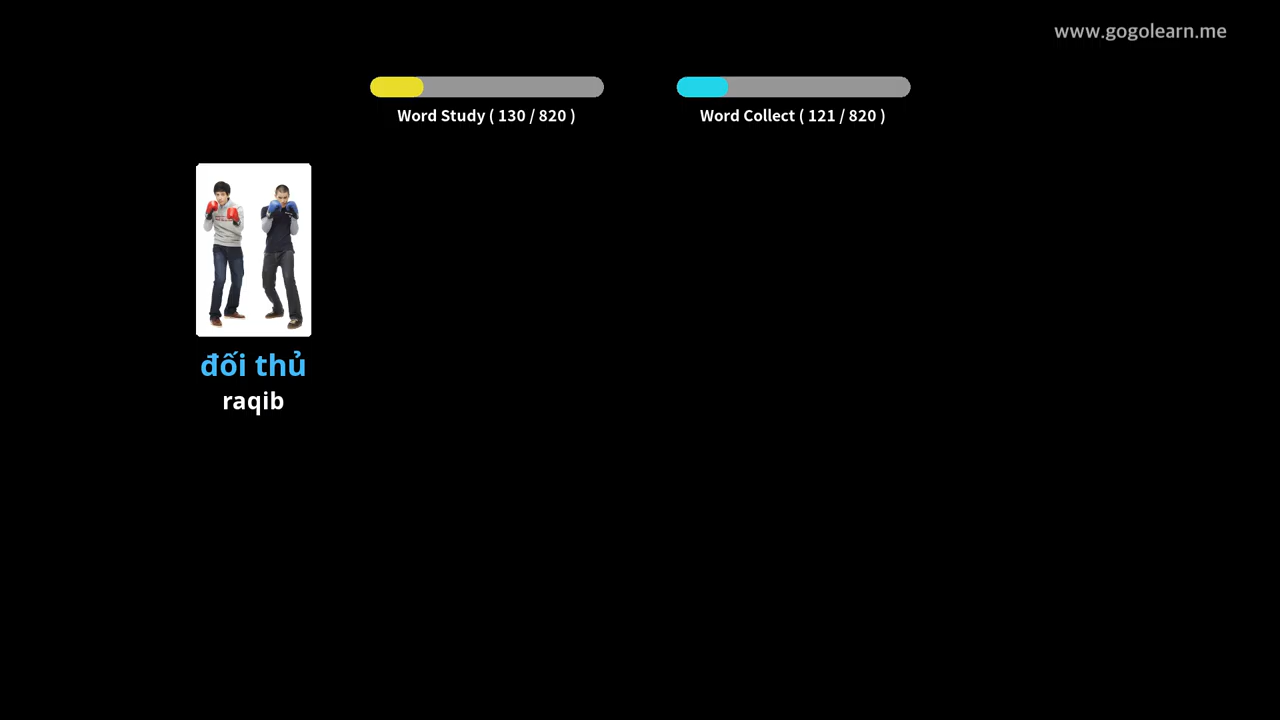 www.gogolearn.me
Word Study ( 130 / 820 )
Word Collect ( 121 / 820 )
đối thủ
raqib